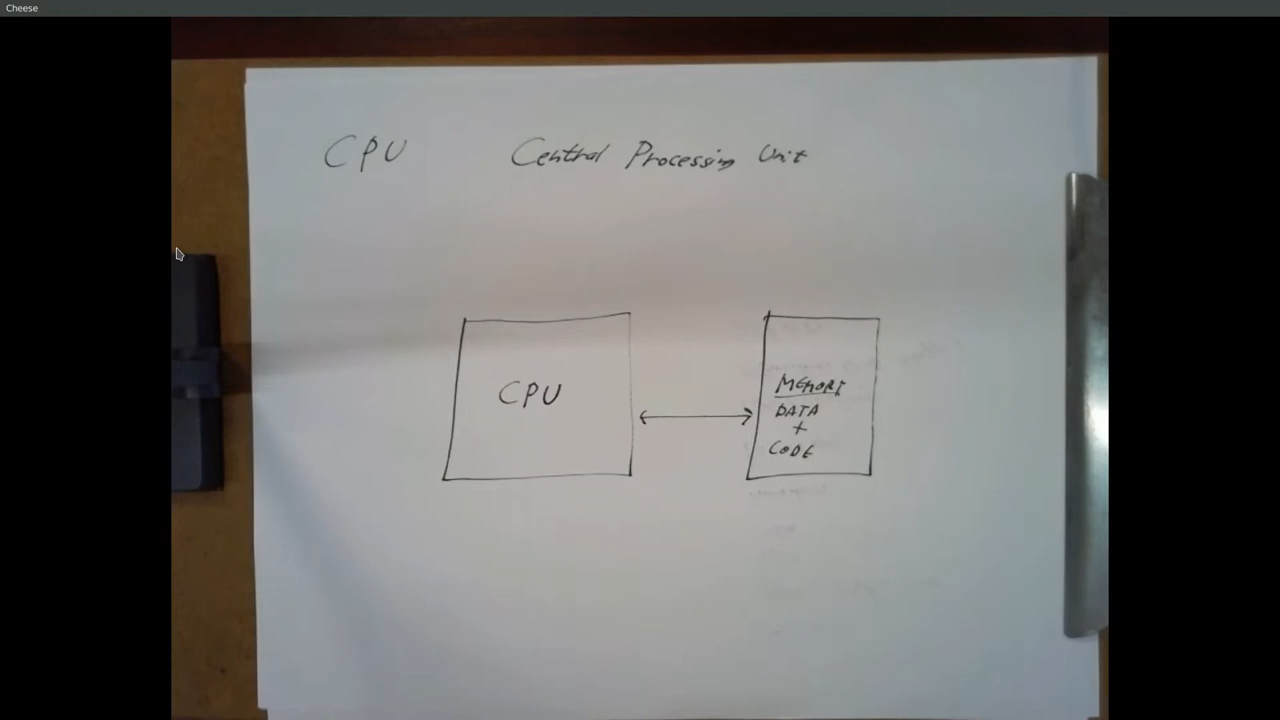 Cheese
CPU Central Processing Unit
CPU
MEMORY
DATA
+
CODE